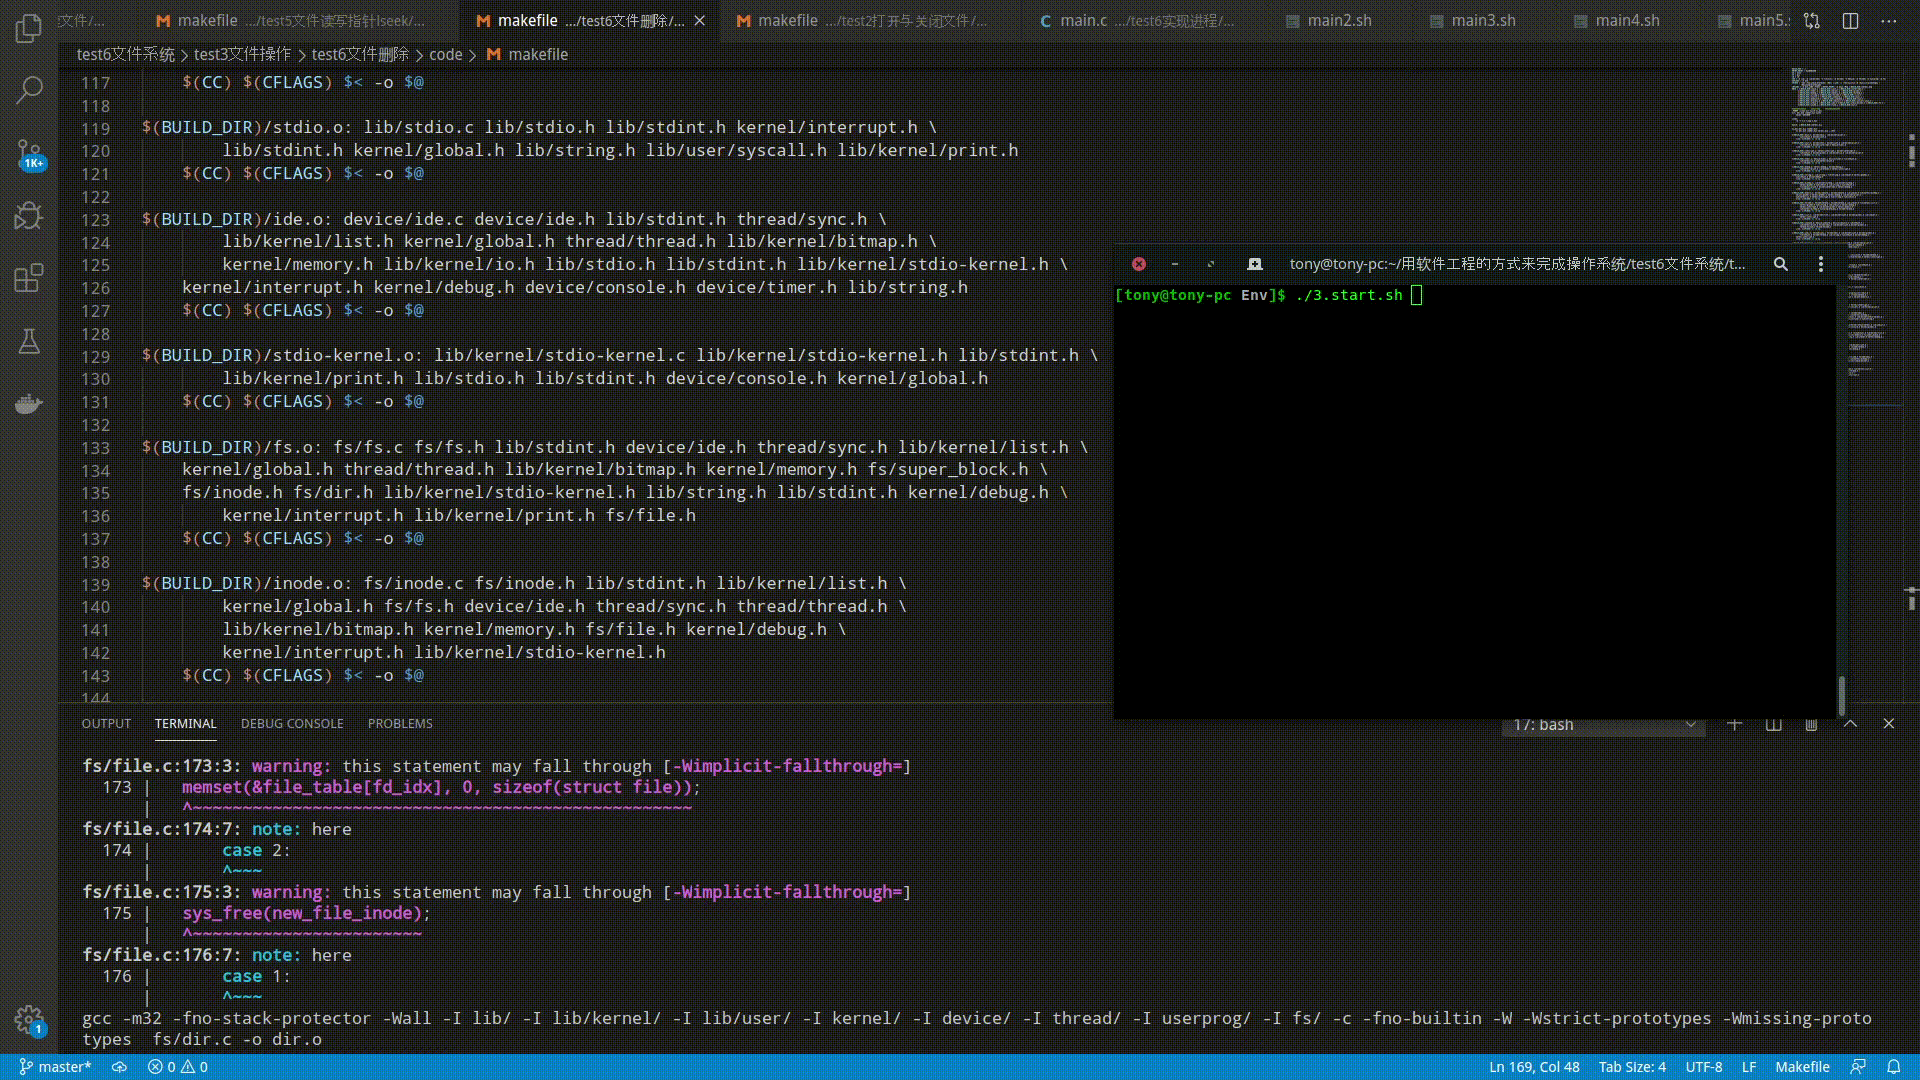 文件/...
makefile .../test5文件读写指针lseek/...
makefile .../test6文件删除/...
makefile .../test2打开与关闭文件/...
C main.c .../test6实现进程/...
main2.sh
main3.sh
main4.sh
main5.s
test6文件系统 > test3文件操作 > test6文件删除 > code > makefile
117 $(CC) $(CFLAGS) $< -o $@
118
119 $(BUILD_DIR)/stdio.o: lib/stdio.c lib/stdio.h lib/stdint.h kernel/interrupt.h \
120 lib/stdint.h kernel/global.h lib/string.h lib/user/syscall.h lib/kernel/print.h
121 $(CC) $(CFLAGS) $< -o $@
122
123 $(BUILD_DIR)/ide.o: device/ide.c device/ide.h lib/stdint.h thread/sync.h \
124 lib/kernel/list.h kernel/global.h thread/thread.h lib/kernel/bitmap.h \
125 kernel/memory.h lib/kernel/io.h lib/stdio.h lib/stdint.h lib/kernel/stdio-kernel.h \
126 kernel/interrupt.h kernel/debug.h device/console.h device/timer.h lib/string.h
127 $(CC) $(CFLAGS) $< -o $@
128
129 $(BUILD_DIR)/stdio-kernel.o: lib/kernel/stdio-kernel.c lib/kernel/stdio-kernel.h lib/stdint.h \
130 lib/kernel/print.h lib/stdio.h lib/stdint.h device/console.h kernel/global.h
131 $(CC) $(CFLAGS) $< -o $@
132
133 $(BUILD_DIR)/fs.o: fs/fs.c fs/fs.h lib/stdint.h device/ide.h thread/sync.h lib/kernel/list.h \
134 kernel/global.h thread/thread.h lib/kernel/bitmap.h kernel/memory.h fs/super_block.h \
135 fs/inode.h fs/dir.h lib/kernel/stdio-kernel.h lib/string.h lib/stdint.h kernel/debug.h \
136 kernel/interrupt.h lib/kernel/print.h fs/file.h
137 $(CC) $(CFLAGS) $< -o $@
138
139 $(BUILD_DIR)/inode.o: fs/inode.c fs/inode.h lib/stdint.h lib/kernel/list.h \
140 kernel/global.h fs/fs.h device/ide.h thread/sync.h thread/thread.h \
141 lib/kernel/bitmap.h kernel/memory.h fs/file.h kernel/debug.h \
142 kernel/interrupt.h lib/kernel/stdio-kernel.h
143 $(CC) $(CFLAGS) $< -o $@
144
1K+
tony@tony-pc:~/用软件工程的方式来完成操作系统/test6文件系统/t...
[tony@tony-pc Env]$ ./3.start.sh
OUTPUT TERMINAL DEBUG CONSOLE PROBLEMS
17: bash
fs/file.c:173:3: warning: this statement may fall through [-Wimplicit-fallthrough=]
173 | memset(&file_table[fd_idx], 0, sizeof(struct file));
| ^~~~~~~~~~~~~~~~~~~~~~~~~~~~~~~~~~~~~~~~~~~~~~~~~~~
fs/file.c:174:7: note: here
174 | case 2:
| ^~~~
fs/file.c:175:3: warning: this statement may fall through [-Wimplicit-fallthrough=]
175 | sys_free(new_file_inode);
| ^~~~~~~~~~~~~~~~~~~~~~~~
fs/file.c:176:7: note: here
176 | case 1:
| ^~~~
gcc -m32 -fno-stack-protector -Wall -I lib/ -I lib/kernel/ -I lib/user/ -I kernel/ -I device/ -I thread/ -I userprog/ -I fs/ -c -fno-builtin -W -Wstrict-prototypes -Wmissing-proto
types fs/dir.c -o dir.o
1
master* 0 0 Ln 169, Col 48 Tab Size: 4 UTF-8 LF Makefile